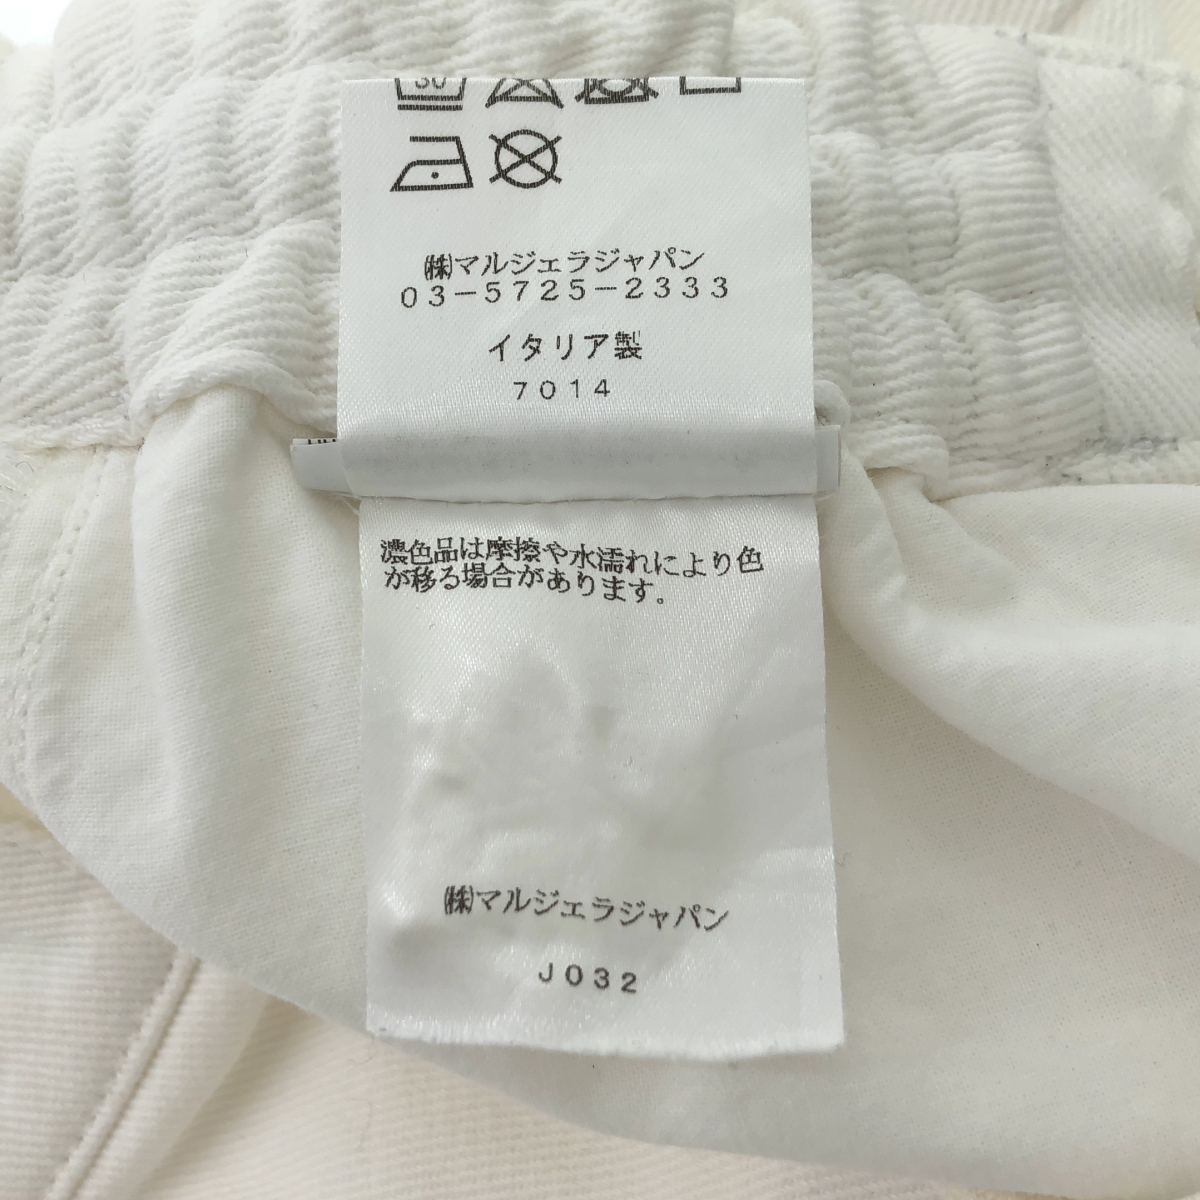 30
㈱マルジェラジャパン
03-5725-2333
イタリア製
7014
濃色品は摩擦や水濡れにより色
が移る場合があります。
㈱マルジェラジャパン
J032